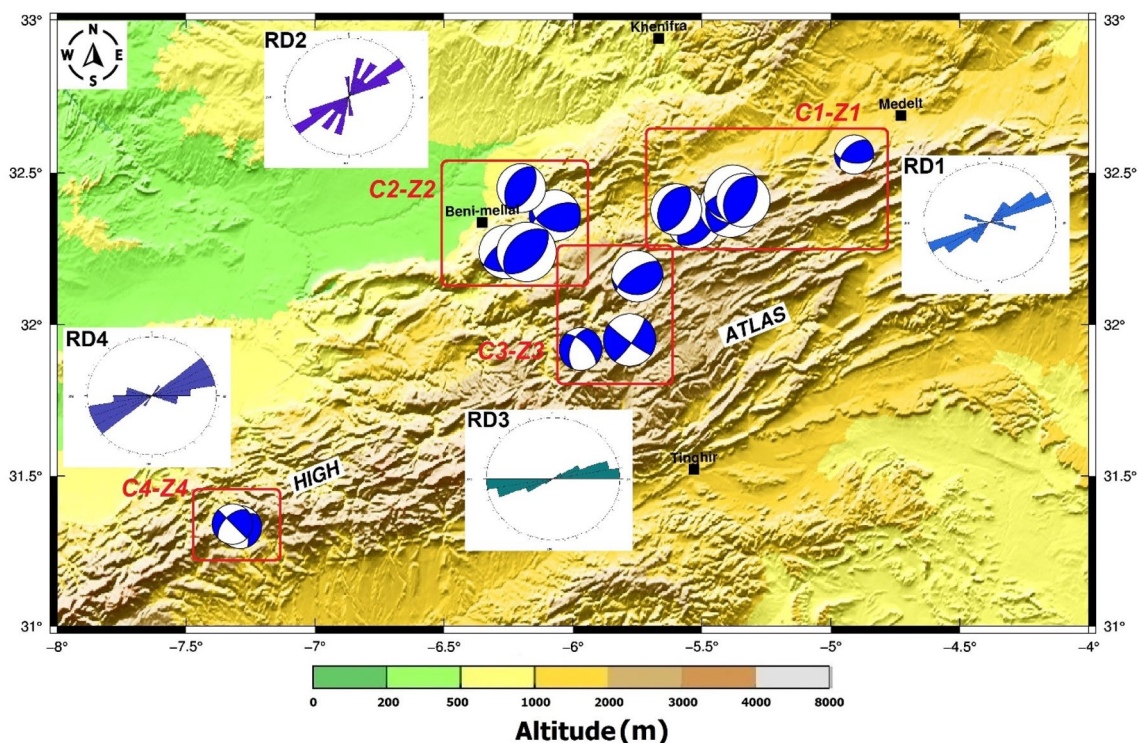 33°
33°
N
W E
S
RD2
Khenifra
C1-Z1
Medelt
32.5°
32.5°
C2-Z2
RD1
Beni-mellal
32°
32°
RD4
C3-Z3
ATLAS
RD3
Tinghir
31.5°
31.5°
C4-Z4
HIGH
31°
31°
−8° −7.5° −7° −6.5° −6° −5.5° −5° −4.5° −4°
0 200 500 1000 2000 3000 4000 8000
Altitude(m)